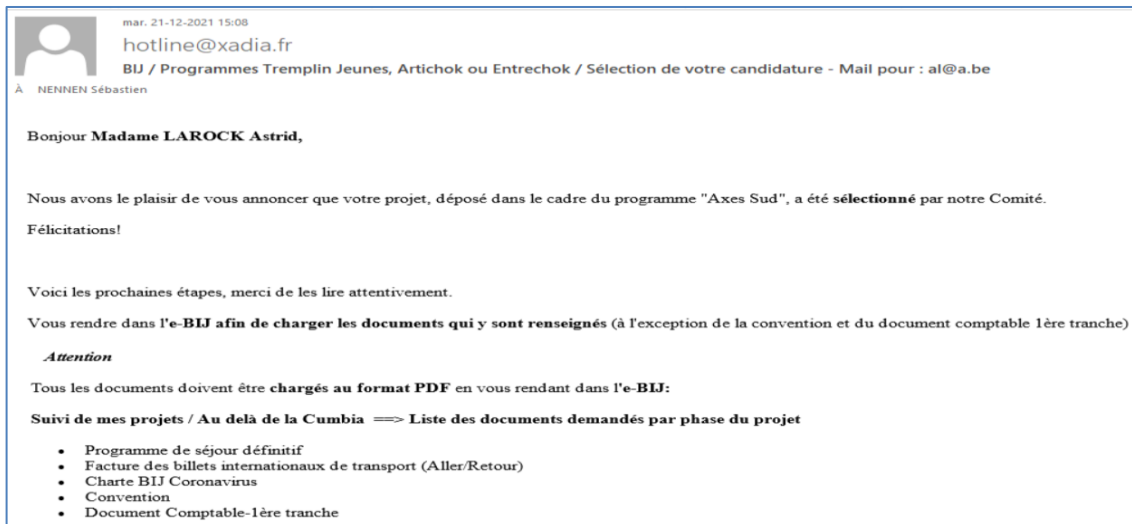 mar. 21-12-2021 15:08
hotline@xadia.fr
BIJ / Programmes Tremplin Jeunes, Artichok ou Entrechok / Sélection de votre candidature - Mail pour : al@a.be
À NENNEN Sébastien
Bonjour Madame LAROCK Astrid,
Nous avons le plaisir de vous annoncer que votre projet, déposé dans le cadre du programme "Axes Sud", a été sélectionné par notre Comité.
Félicitations!
Voici les prochaines étapes, merci de les lire attentivement.
Vous rendre dans l'e-BIJ afin de charger les documents qui y sont renseignés (à l'exception de la convention et du document comptable 1ère tranche)
Attention
Tous les documents doivent être chargés au format PDF en vous rendant dans l'e-BIJ:
Suivi de mes projets / Au delà de la Cumbia ==> Liste des documents demandés par phase du projet
• Programme de séjour définitif
• Facture des billets internationaux de transport (Aller/Retour)
• Charte BIJ Coronavirus
• Convention
• Document Comptable-1ère tranche